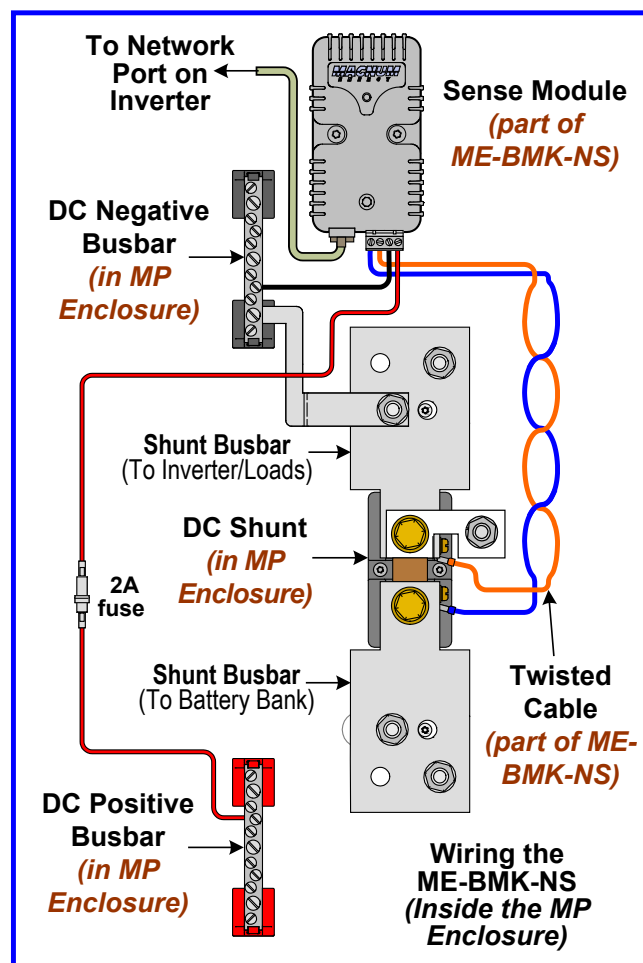 To Network
Port on
Inverter
MAGNUM
ENERGY
Sense Module
(part of
ME-BMK-NS)
DC Negative
Busbar
(in MP
Enclosure)
Shunt Busbar
(To Inverter/Loads)
DC Shunt
(in MP
Enclosure)
2A
fuse
Shunt Busbar
(To Battery Bank)
Twisted
Cable
(part of ME-
BMK-NS)
DC Positive
Busbar
(in MP
Enclosure)
Wiring the
ME-BMK-NS
(Inside the MP
Enclosure)